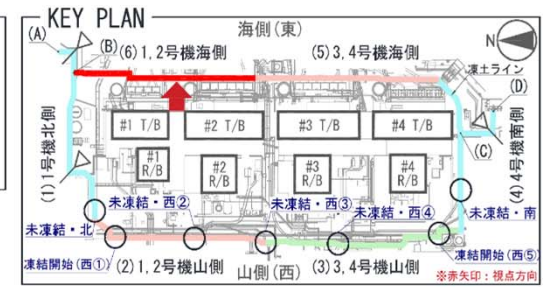 KEY PLAN
海側(東)
(A)
(B)
(6)1,2号機海側
(5)3,4号機海側
N
凍土ライン
(D)
#1 T/B
#2 T/B
#3 T/B
#4 T/B
(C)
(1)1号機北側
(4)4号機南側
#1
R/B
#2
R/B
#3
R/B
#4
R/B
未凍結・西②
未凍結・西③
未凍結・西④
未凍結・北
未凍結・南
凍結開始(西①)
(2)1,2号機山側
山側(西)
(3)3,4号機山側
凍結開始(西⑤)
※赤矢印:視点方向